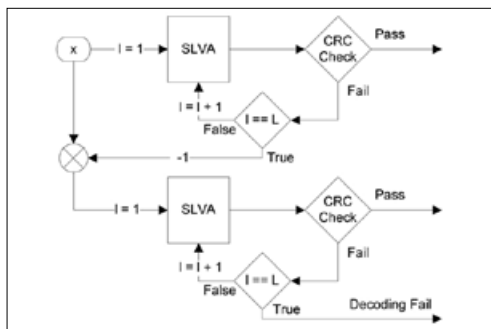 x
I = 1
SLVA
CRC
Check
Pass
Fail
I = I + 1
False
I == L
True
-1
I = 1
SLVA
CRC
Check
Pass
Fail
I = I + 1
False
I == L
True
Decoding Fail